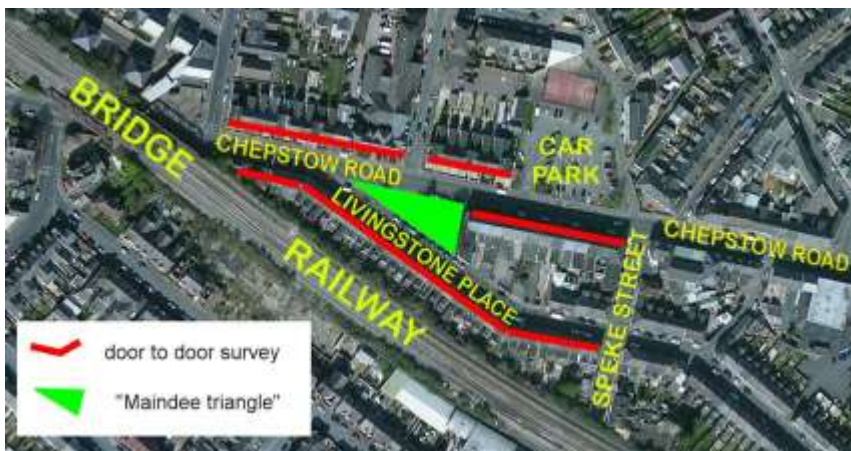 BRIDGE
CHEPSTOW ROAD
CAR
PARK
LIVINGSTONE PLACE
CHEPSTOW ROAD
SPEKE STREET
RAILWAY
door to door survey
"Maindee triangle"